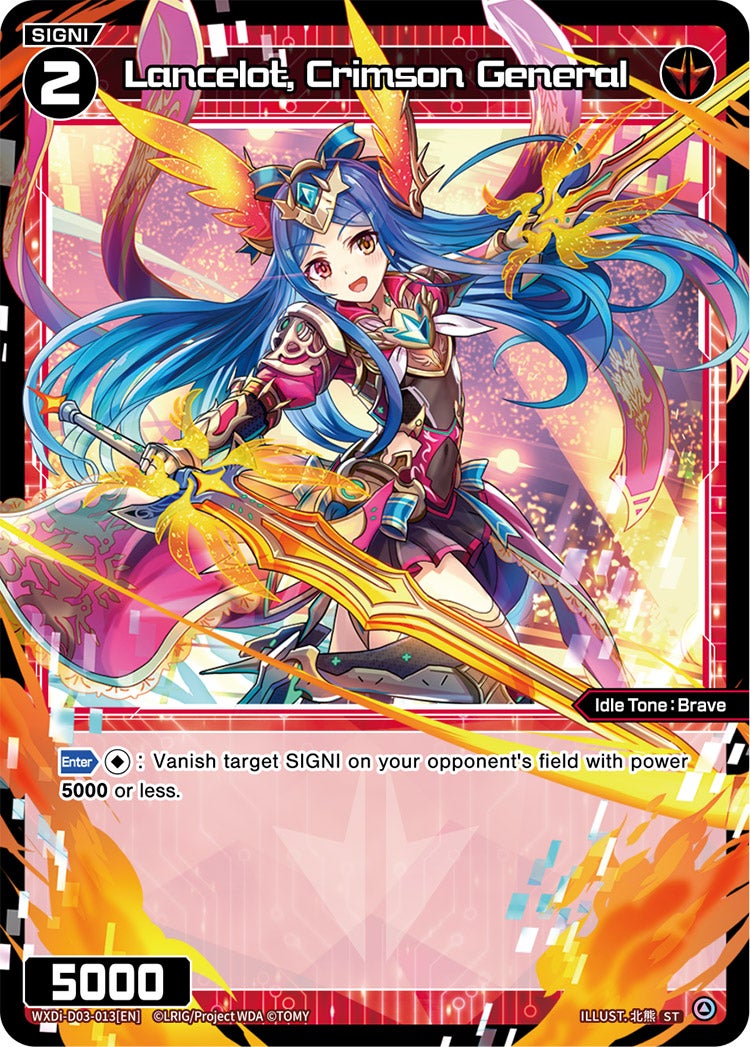 SIGNI
2
Lancelot, Crimson General
Idle Tone：Brave
Enter : Vanish target SIGNI on your opponent's field with power
5000 or less.
5000
WXDi-D03-013[EN] ©LRIG/Project WDA ©TOMY
ILLUST. 北熊 ST